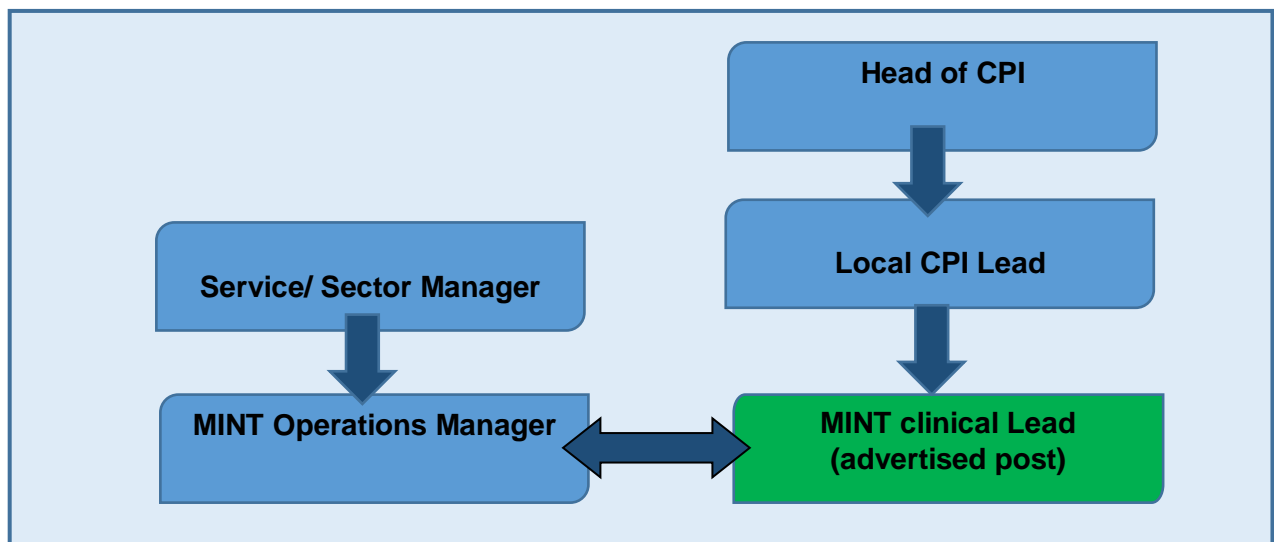 Head of CPI
Local CPI Lead
Service/ Sector Manager
MINT Operations Manager
MINT clinical Lead
(advertised post)